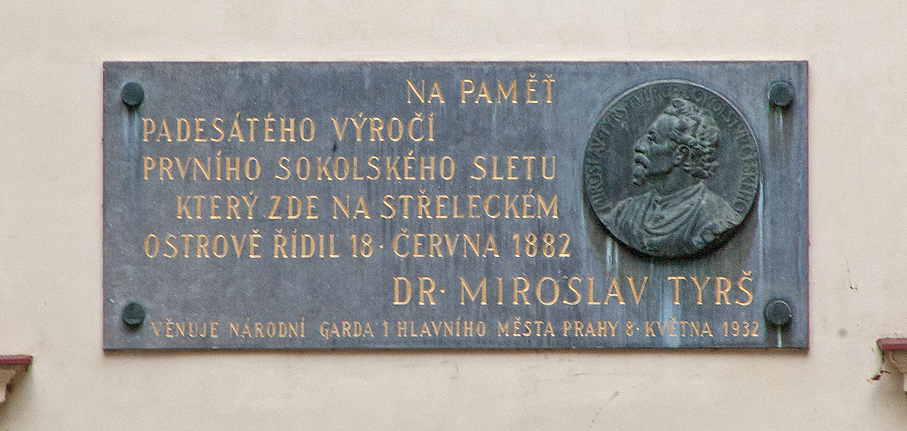 NA PAMĚŤ
PADESÁTÉHO VÝROČÍ
PRVNÍHO SOKOLSKÉHO SLETU
KTERÝ ZDE NA STŘELECKÉM
OSTROVĚ ŘÍDIL 18· ČERVNA 1882
DR· MIROSLAV TYRŠ
VĚNUJE NÁRODNÍ GARDA 1 HLAVNÍHO MĚSTA PRAHY 8· KVĚTNA 1932